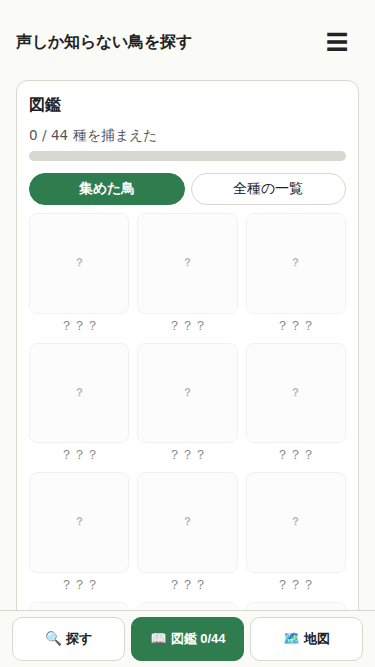 声しか知らない鳥を探す
図鑑
0 / 44 種を捕まえた
集めた鳥 全種の一覧
? ? ?
？？？ ？？？ ？？？
? ? ?
？？？ ？？？ ？？？
? ? ?
？？？ ？？？ ？？？
🔍 探す 📖 図鑑 0/44 🗺️ 地図